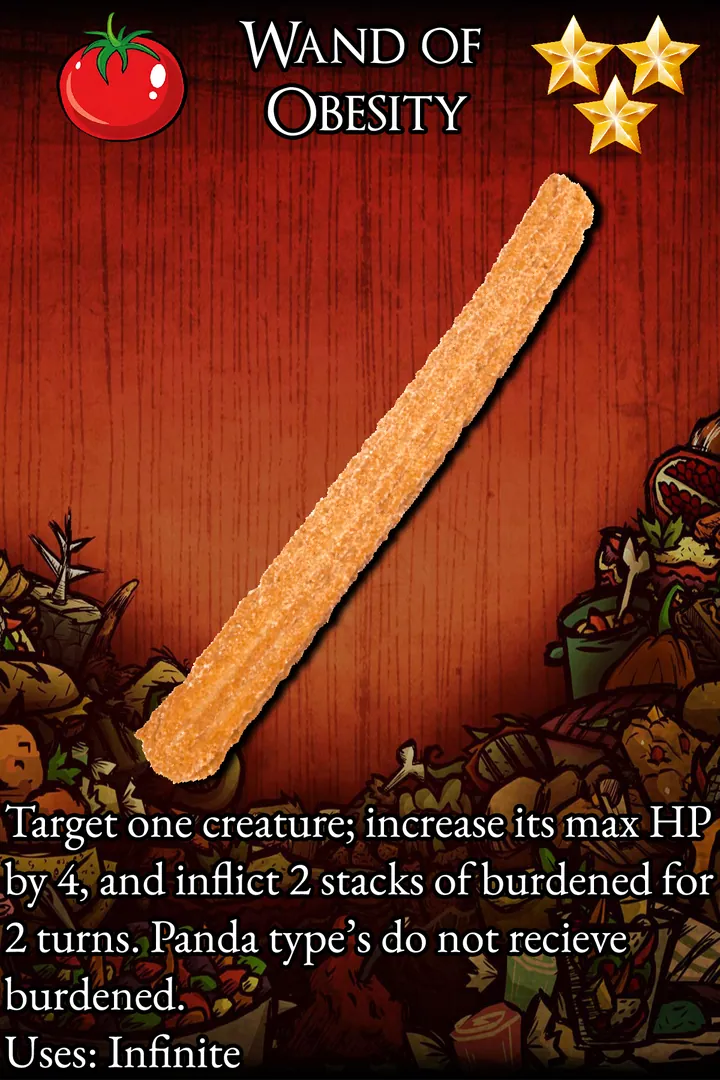 Wand of
Obesity
Target one creature; increase its max HP
by 4, and inflict 2 stacks of burdened for
2 turns. Panda type’s do not recieve
burdened.
Uses: Infinite